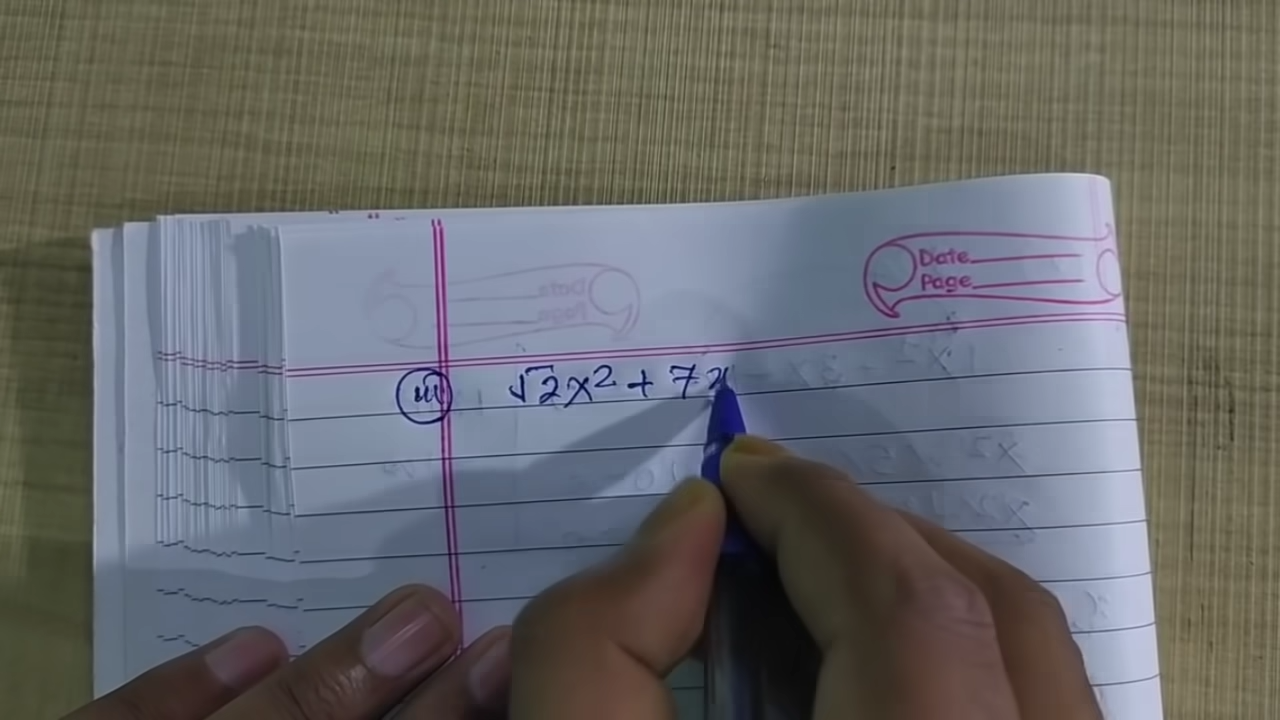 Date
Page
(iii) √2x² + 7x